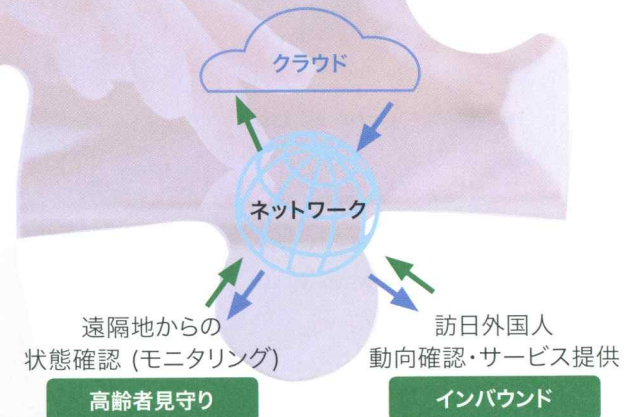 クラウド
ネットワーク
遠隔地からの
状態確認 (モニタリング)
高齢者見守り
訪日外国人
動向確認・サービス提供
インバウンド